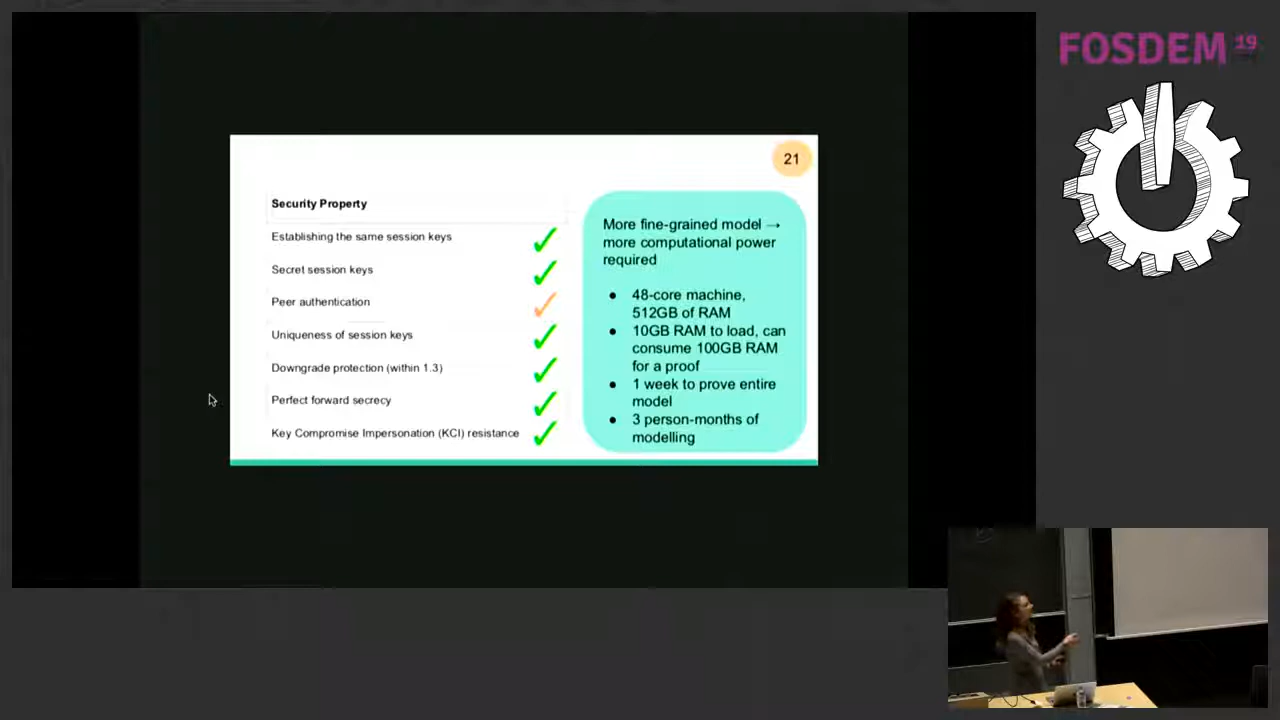 FOSDEM 19
21
Security Property
Establishing the same session keys
Secret session keys
Peer authentication
Uniqueness of session keys
Downgrade protection (within 1.3)
Perfect forward secrecy
Key Compromise Impersonation (KCI) resistance
More fine-grained model →
more computational power
required
48-core machine,
512GB of RAM
10GB RAM to load, can
consume 100GB RAM
for a proof
1 week to prove entire
model
3 person-months of
modelling